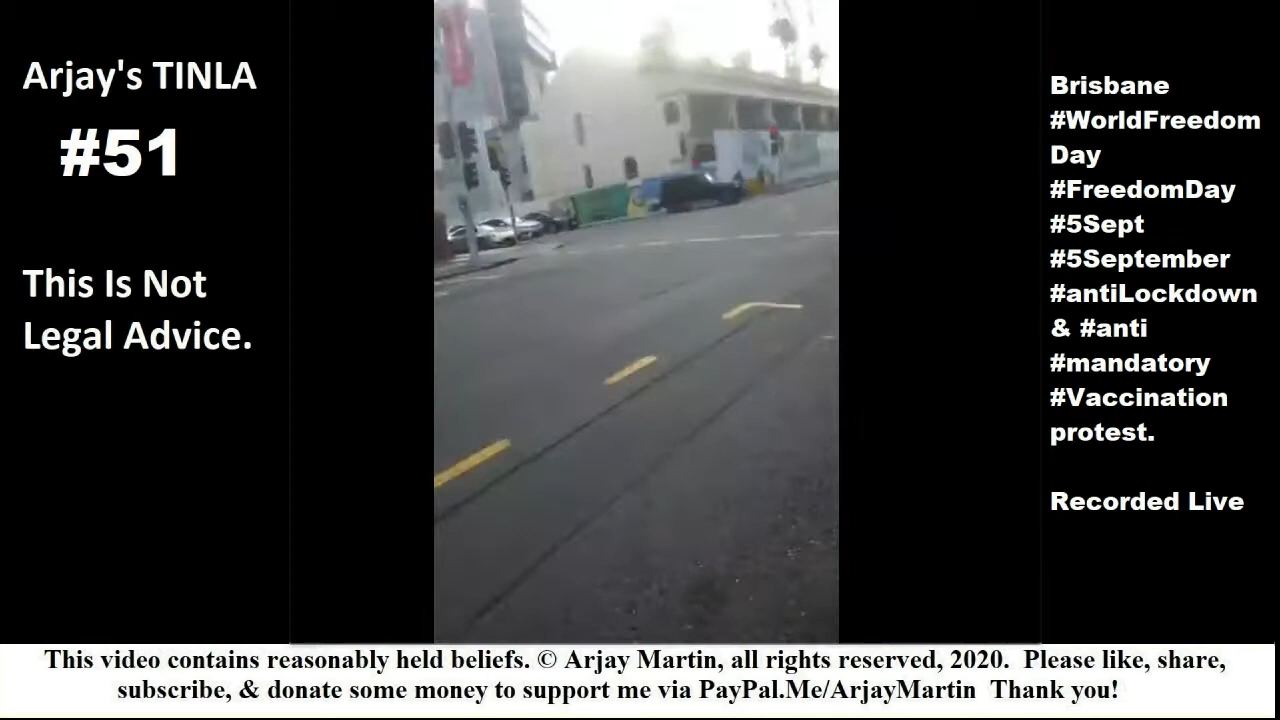 Arjay's TINLA
#51
This Is Not
Legal Advice.
Brisbane
#WorldFreedom
Day
#FreedomDay
#5Sept
#5September
#antiLockdown
& #anti
#mandatory
#Vaccination
protest.
Recorded Live
This video contains reasonably held beliefs. © Arjay Martin, all rights reserved, 2020.  Please like, share,
subscribe, & donate some money to support me via PayPal.Me/ArjayMartin  Thank you!